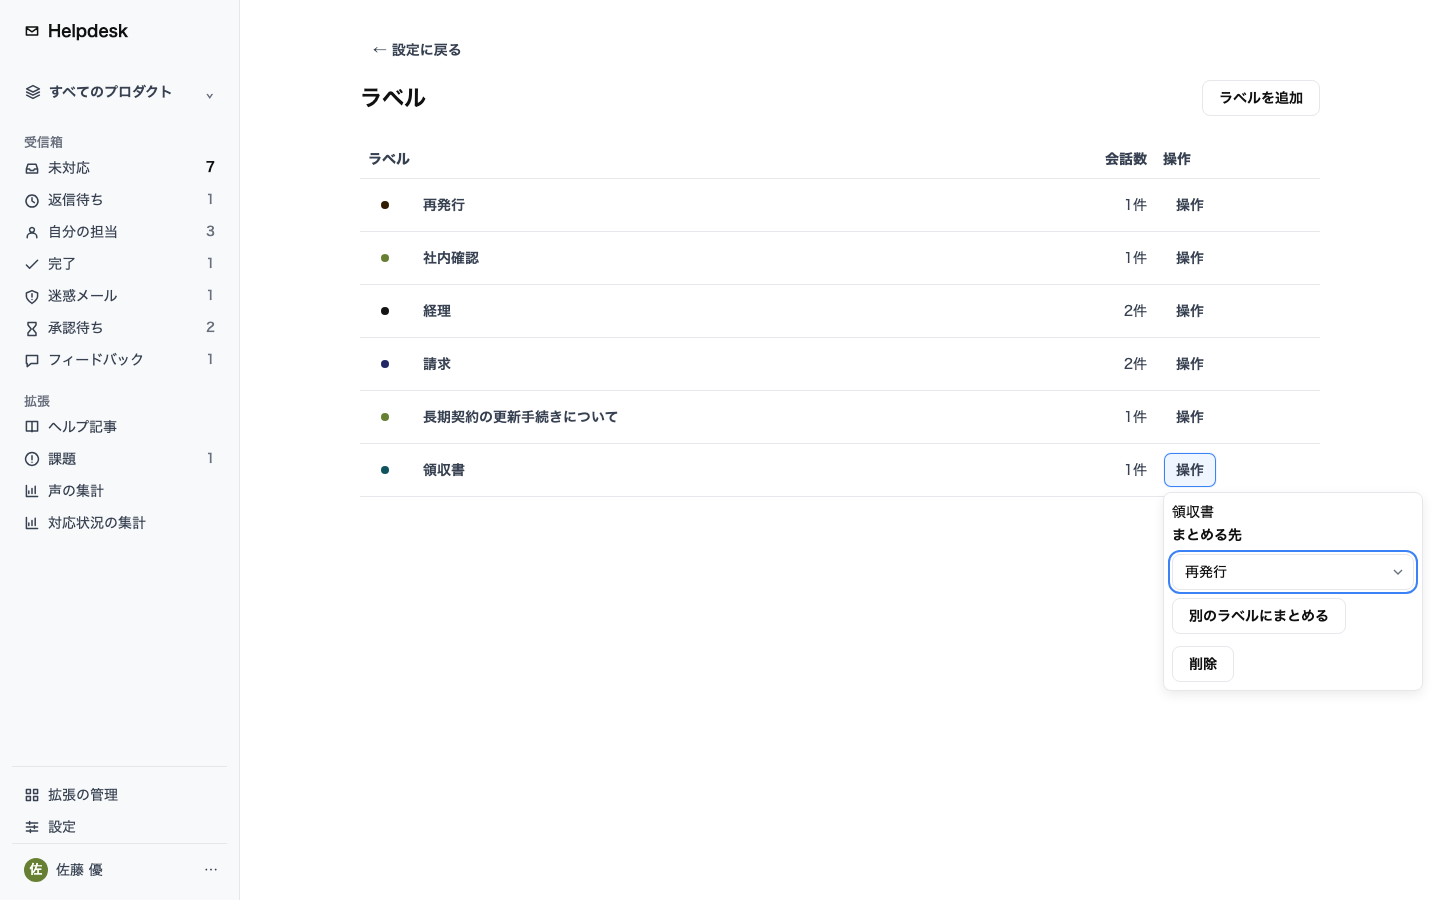 Helpdesk
すべてのプロダクト
受信箱
未対応 7
返信待ち 1
自分の担当 3
完了 1
迷惑メール 1
承認待ち 2
フィードバック 1
拡張
ヘルプ記事
課題 1
声の集計
対応状況の集計
拡張の管理
設定
佐 佐藤 優 …
← 設定に戻る
ラベル
ラベルを追加
ラベル 会話数 操作
再発行 1件 操作
社内確認 1件 操作
経理 2件 操作
請求 2件 操作
長期契約の更新手続きについて 1件 操作
領収書 1件 操作
領収書
まとめる先
再発行
別のラベルにまとめる
削除